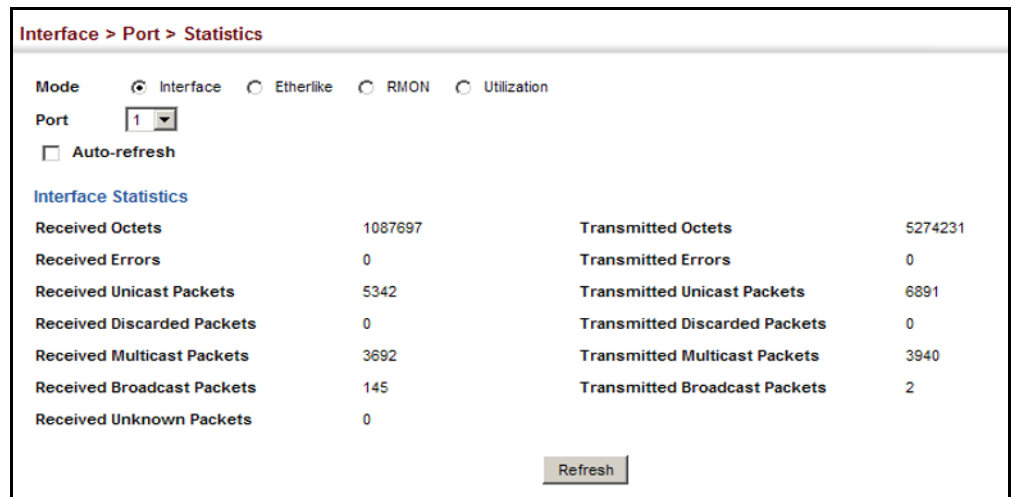 Interface > Port > Statistics
Mode Interface Etherlike RMON Utilization
Port 1
Auto-refresh
Interface Statistics
Received Octets 1087697 Transmitted Octets 5274231
Received Errors 0 Transmitted Errors 0
Received Unicast Packets 5342 Transmitted Unicast Packets 6891
Received Discarded Packets 0 Transmitted Discarded Packets 0
Received Multicast Packets 3692 Transmitted Multicast Packets 3940
Received Broadcast Packets 145 Transmitted Broadcast Packets 2
Received Unknown Packets 0
Refresh